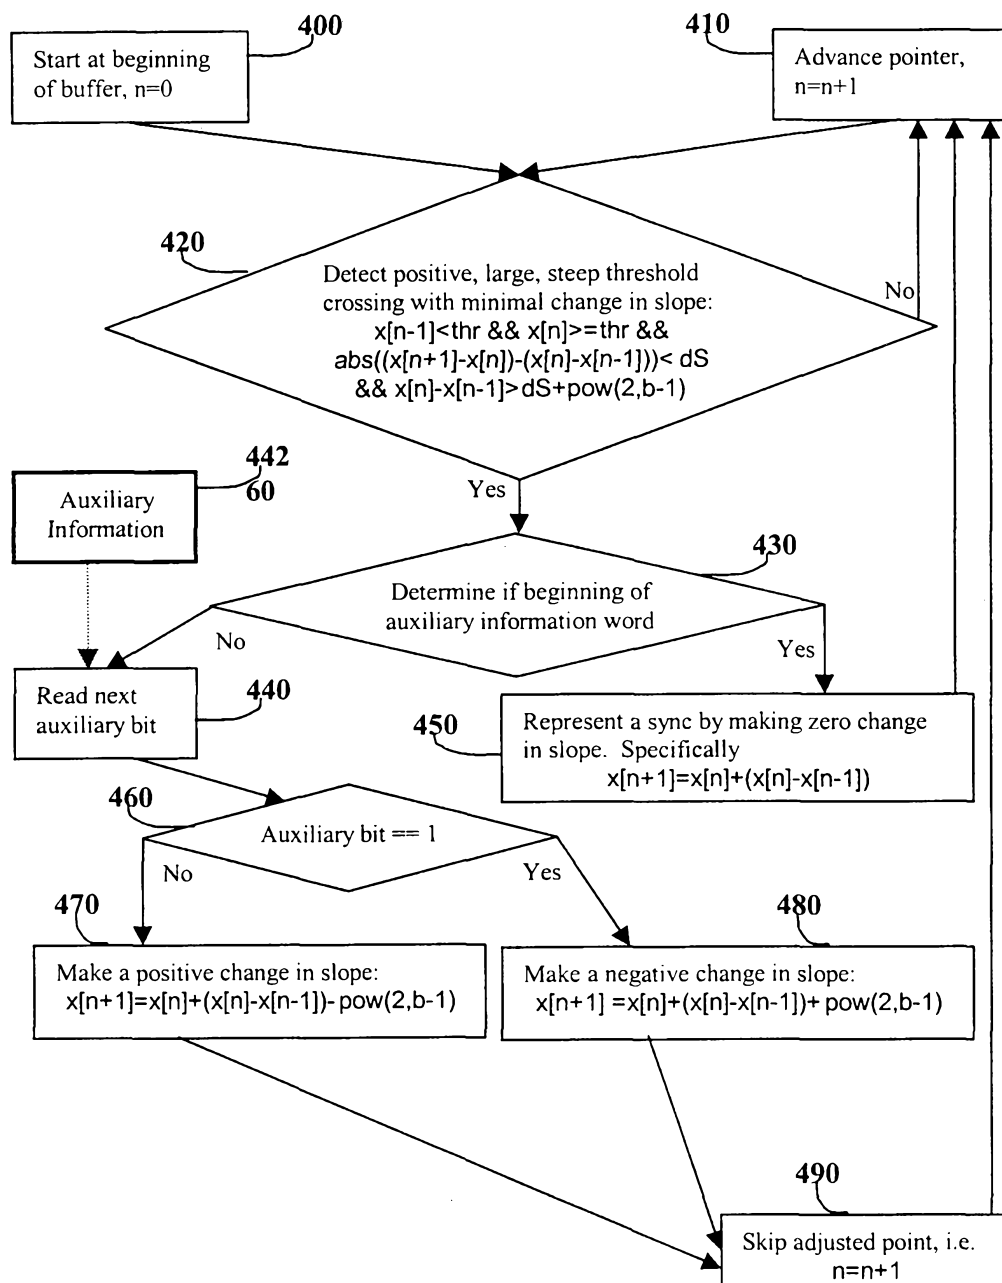 400
Start at beginning
of buffer, n=0
410
Advance pointer,
n=n+1
420
Detect positive, large, steep threshold
crossing with minimal change in slope:
x[n-1]<thr && x[n]>=thr &&
abs((x[n+1]-x[n])-(x[n]-x[n-1]))< dS
&& x[n]-x[n-1]>dS+pow(2,b-1)
No
Yes
442
60
Auxiliary
Information
430
Determine if beginning of
auxiliary information word
No
Yes
440
Read next
auxiliary bit
450
Represent a sync by making zero change
in slope. Specifically
x[n+1]=x[n]+(x[n]-x[n-1])
460
Auxiliary bit == 1
No
Yes
470
Make a positive change in slope:
x[n+1]=x[n]+(x[n]-x[n-1])-pow(2,b-1)
480
Make a negative change in slope:
x[n+1] =x[n]+(x[n]-x[n-1])+pow(2,b-1)
490
Skip adjusted point, i.e.
n=n+1